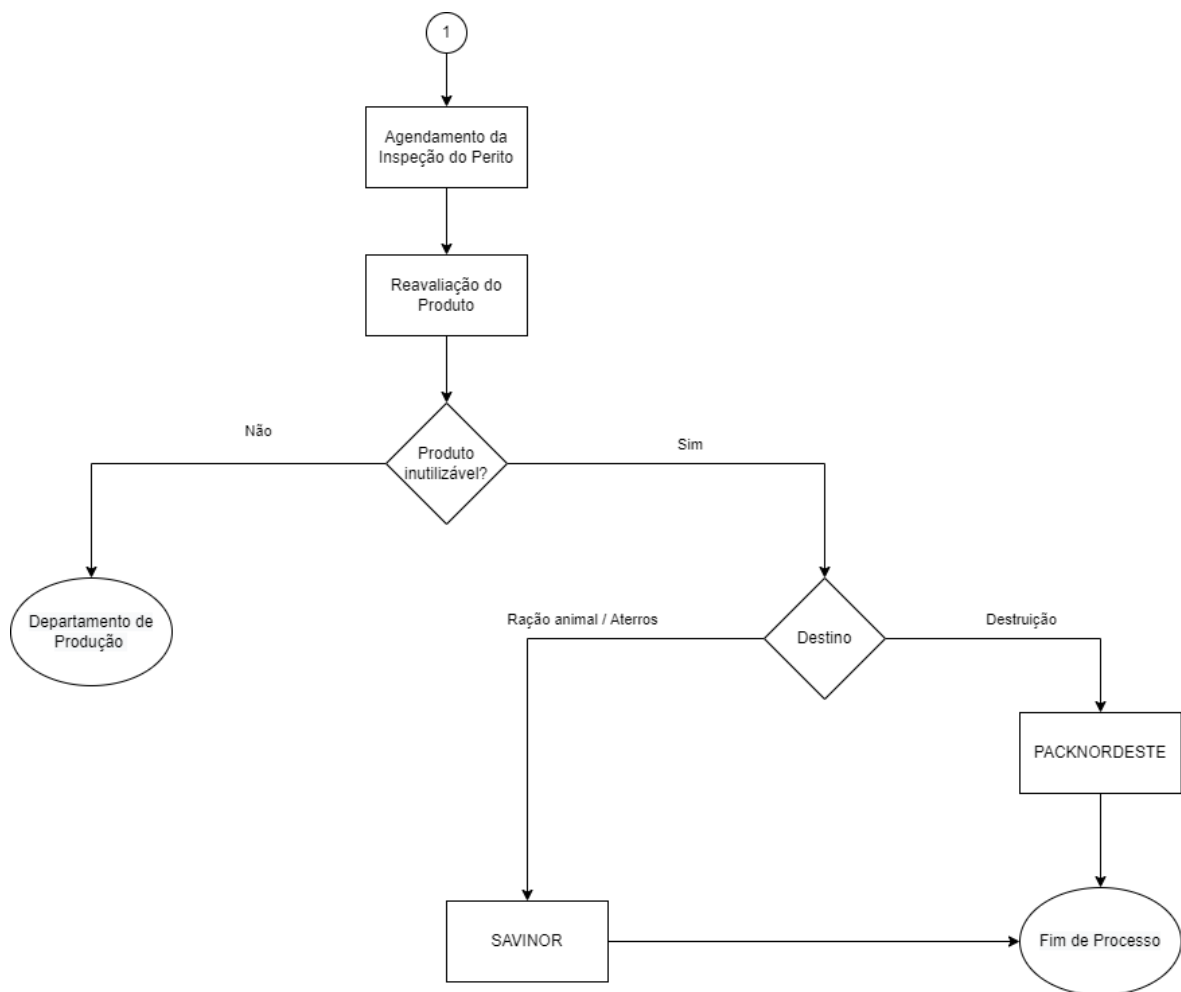 1
Agendamento da
Inspeção do Perito
Reavaliação do
Produto
Não
Produto
inutilizável?
Sim
Departamento de
Produção
Ração animal / Aterros
Destino
Destruição
PACKNORDESTE
SAVINOR
Fim de Processo